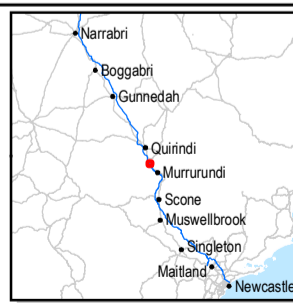 Narrabri
Boggabri
Gunnedah
Quirindi
Murrurundi
Scone
Muswellbrook
Singleton
Maitland
Newcastle